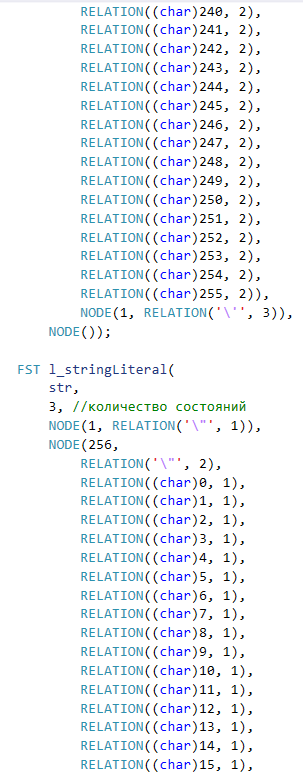 RELATION((char)240, 2),
RELATION((char)241, 2),
RELATION((char)242, 2),
RELATION((char)243, 2),
RELATION((char)244, 2),
RELATION((char)245, 2),
RELATION((char)246, 2),
RELATION((char)247, 2),
RELATION((char)248, 2),
RELATION((char)249, 2),
RELATION((char)250, 2),
RELATION((char)251, 2),
RELATION((char)252, 2),
RELATION((char)253, 2),
RELATION((char)254, 2),
RELATION((char)255, 2)),
NODE(1, RELATION('\'', 3)),
NODE());
FST l_stringLiteral(
str,
3, //количество состояний
NODE(1, RELATION('\"', 1)),
NODE(256,
RELATION('\"', 2),
RELATION((char)0, 1),
RELATION((char)1, 1),
RELATION((char)2, 1),
RELATION((char)3, 1),
RELATION((char)4, 1),
RELATION((char)5, 1),
RELATION((char)6, 1),
RELATION((char)7, 1),
RELATION((char)8, 1),
RELATION((char)9, 1),
RELATION((char)10, 1),
RELATION((char)11, 1),
RELATION((char)12, 1),
RELATION((char)13, 1),
RELATION((char)14, 1),
RELATION((char)15, 1),